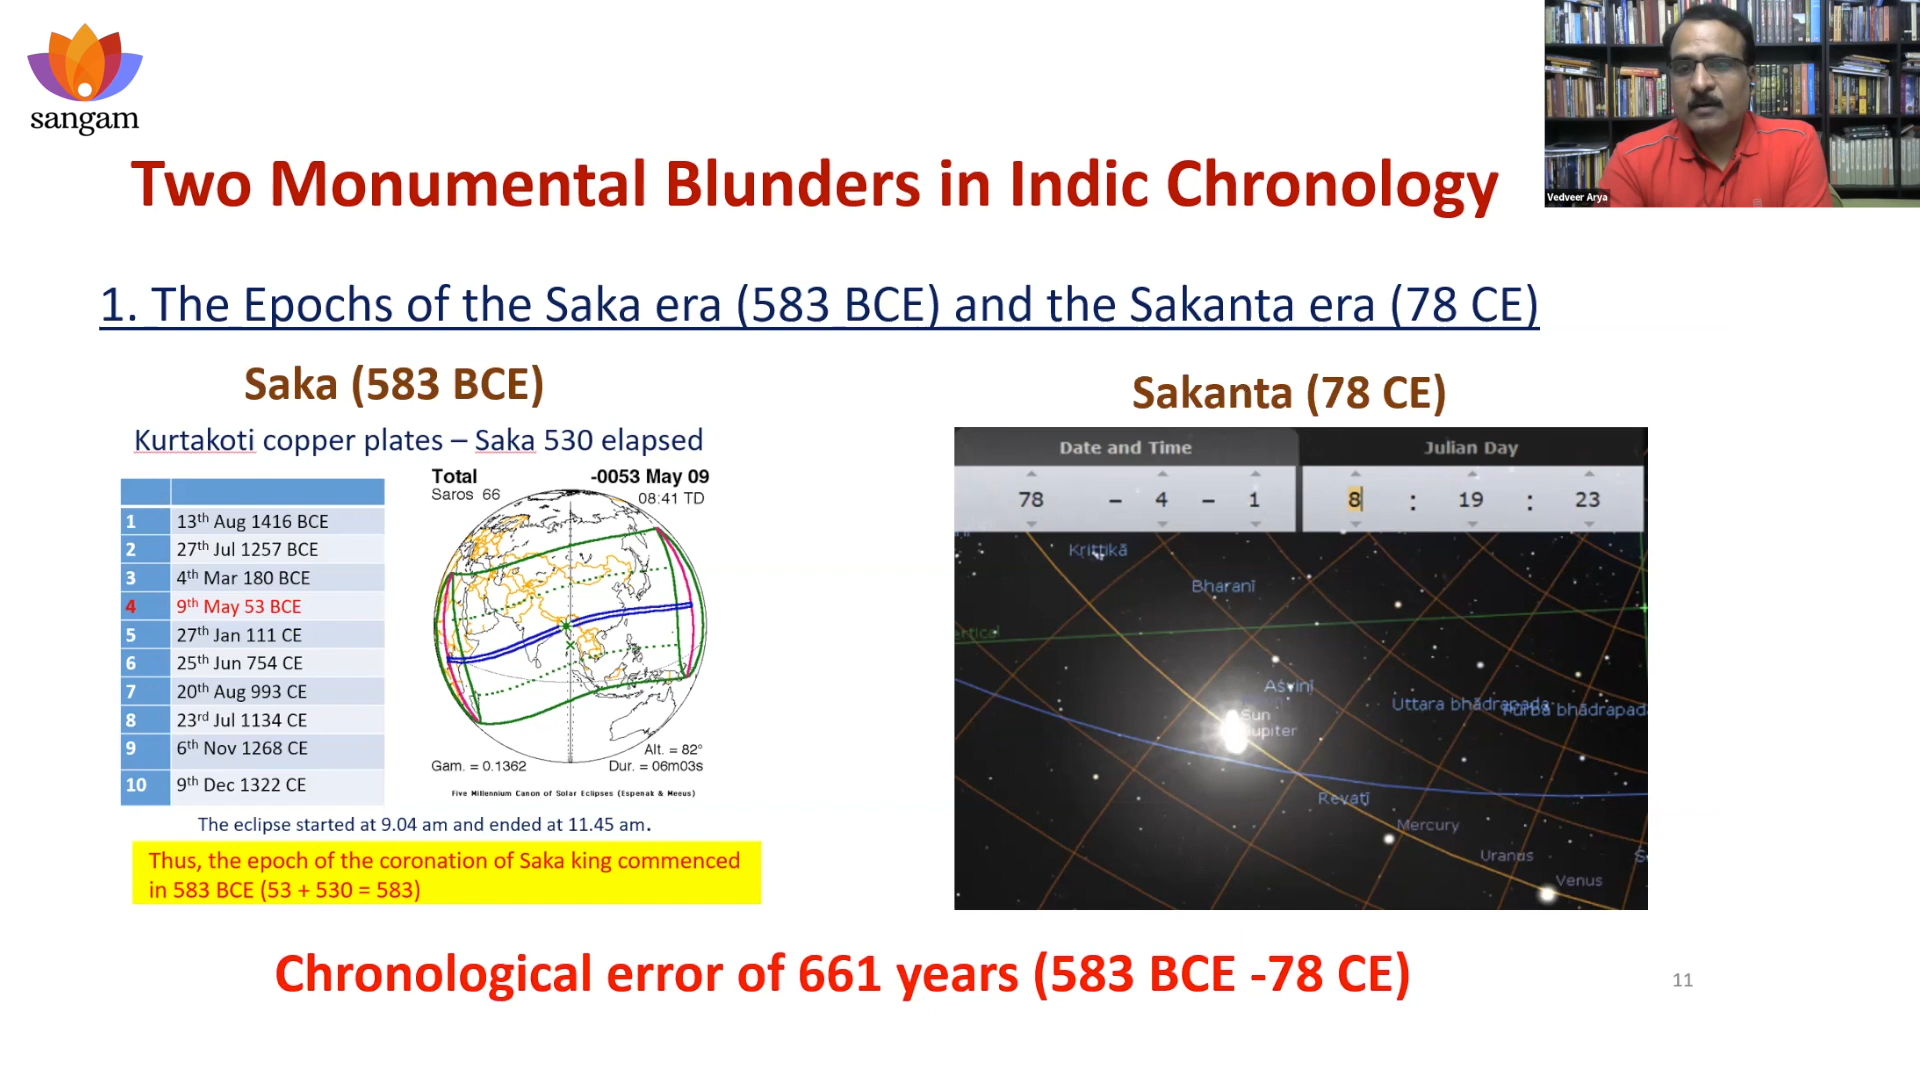 sangam
Vedveer Arya
Two Monumental Blunders in Indic Chronology
1. The Epochs of the Saka era (583 BCE) and the Sakanta era (78 CE)
Saka (583 BCE)
Kurtakoti copper plates – Saka 530 elapsed
1 13th Aug 1416 BCE
2 27th Jul 1257 BCE
3 4th Mar 180 BCE
4 9th May 53 BCE
5 27th Jan 111 CE
6 25th Jun 754 CE
7 20th Aug 993 CE
8 23rd Jul 1134 CE
9 6th Nov 1268 CE
10 9th Dec 1322 CE
Total -0053 May 09
Saros 66 08:41 TD
Alt. = 82°
Gam. = 0.1362 Dur. = 06m03s
Five Millennium Canon of Solar Eclipses (Espenak & Meeus)
The eclipse started at 9.04 am and ended at 11.45 am.
Thus, the epoch of the coronation of Saka king commenced
in 583 BCE (53 + 530 = 583)
Sakanta (78 CE)
Date and Time Julian Day
78 – 4 – 1 8 : 19 : 23
Krittikā
Bharanī
ertical
Aśvinī
Uttara bhādrapada Pūrba bhādrapada
Sun
Jupiter
Revatī
Mercury
Uranus
Venus
Chronological error of 661 years (583 BCE -78 CE)
11